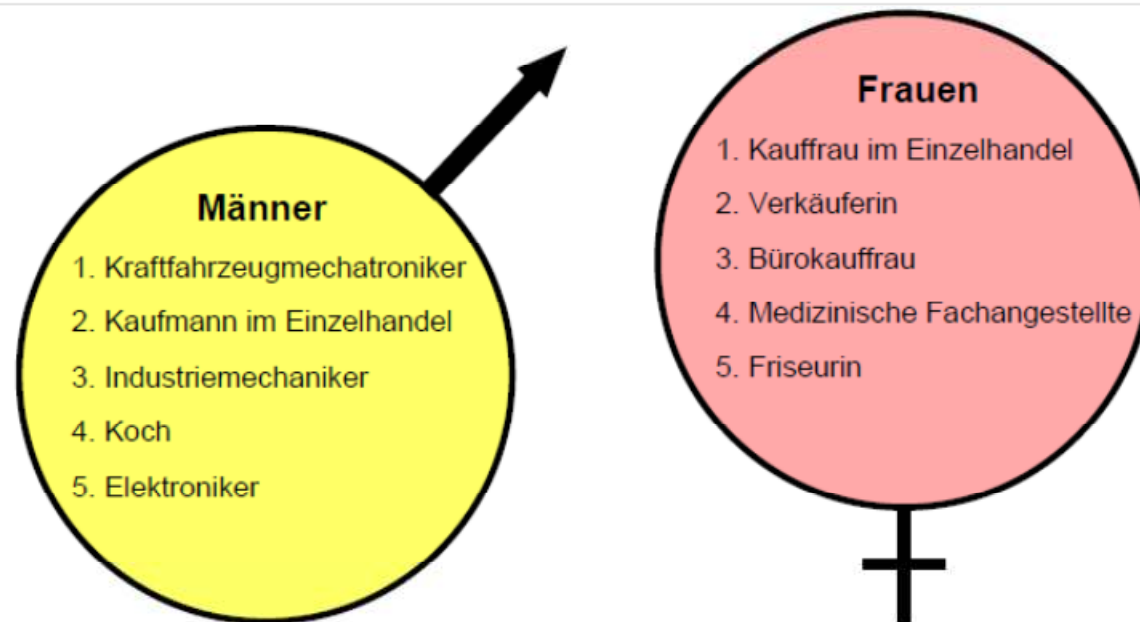 Männer
1. Kraftfahrzeugmechatroniker
2. Kaufmann im Einzelhandel
3. Industriemechaniker
4. Koch
5. Elektroniker
Frauen
1. Kauffrau im Einzelhandel
2. Verkäuferin
3. Bürokauffrau
4. Medizinische Fachangestellte
5. Friseurin